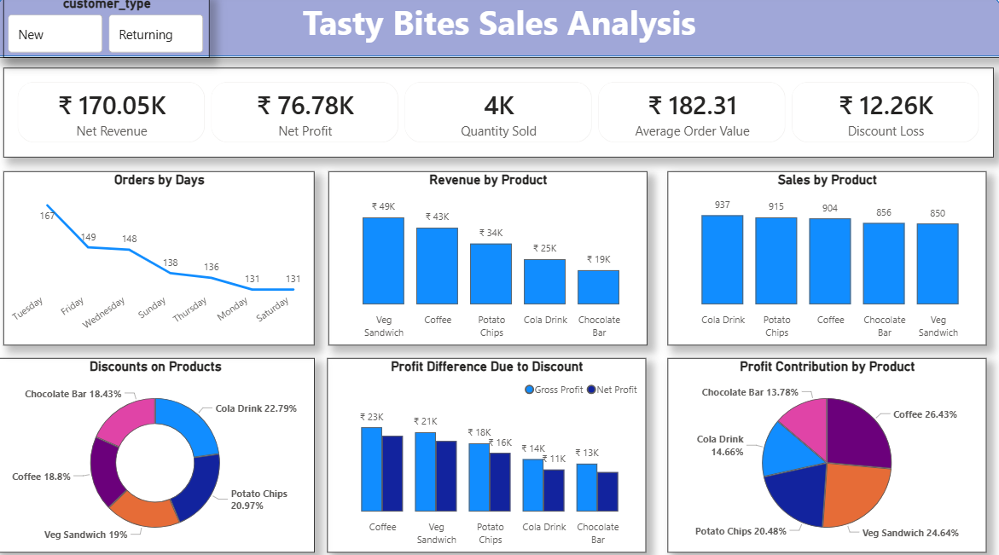 customer_type
New
Returning
Tasty Bites Sales Analysis
₹ 170.05K
Net Revenue
₹ 76.78K
Net Profit
4K
Quantity Sold
₹ 182.31
Average Order Value
₹ 12.26K
Discount Loss
Orders by Days
167
149
148
138
136
131
131
Tuesday
Friday
Wednesday
Sunday
Thursday
Monday
Saturday
Revenue by Product
₹ 49K
₹ 43K
₹ 34K
₹ 25K
₹ 19K
Veg
Sandwich
Coffee
Potato
Chips
Cola Drink
Chocolate
Bar
Sales by Product
937
915
904
856
850
Cola Drink
Potato
Chips
Coffee
Chocolate
Bar
Veg
Sandwich
Discounts on Products
Chocolate Bar 18.43%
Cola Drink 22.79%
Coffee 18.8%
Potato Chips
20.97%
Veg Sandwich 19%
Profit Difference Due to Discount
Gross Profit
Net Profit
₹ 23K
₹ 21K
₹ 18K
₹ 16K
₹ 14K
₹ 11K
₹ 13K
Coffee
Veg
Sandwich
Potato
Chips
Cola Drink
Chocolate
Bar
Profit Contribution by Product
Chocolate Bar 13.78%
Coffee 26.43%
Cola Drink
14.66%
Potato Chips 20.48%
Veg Sandwich 24.64%